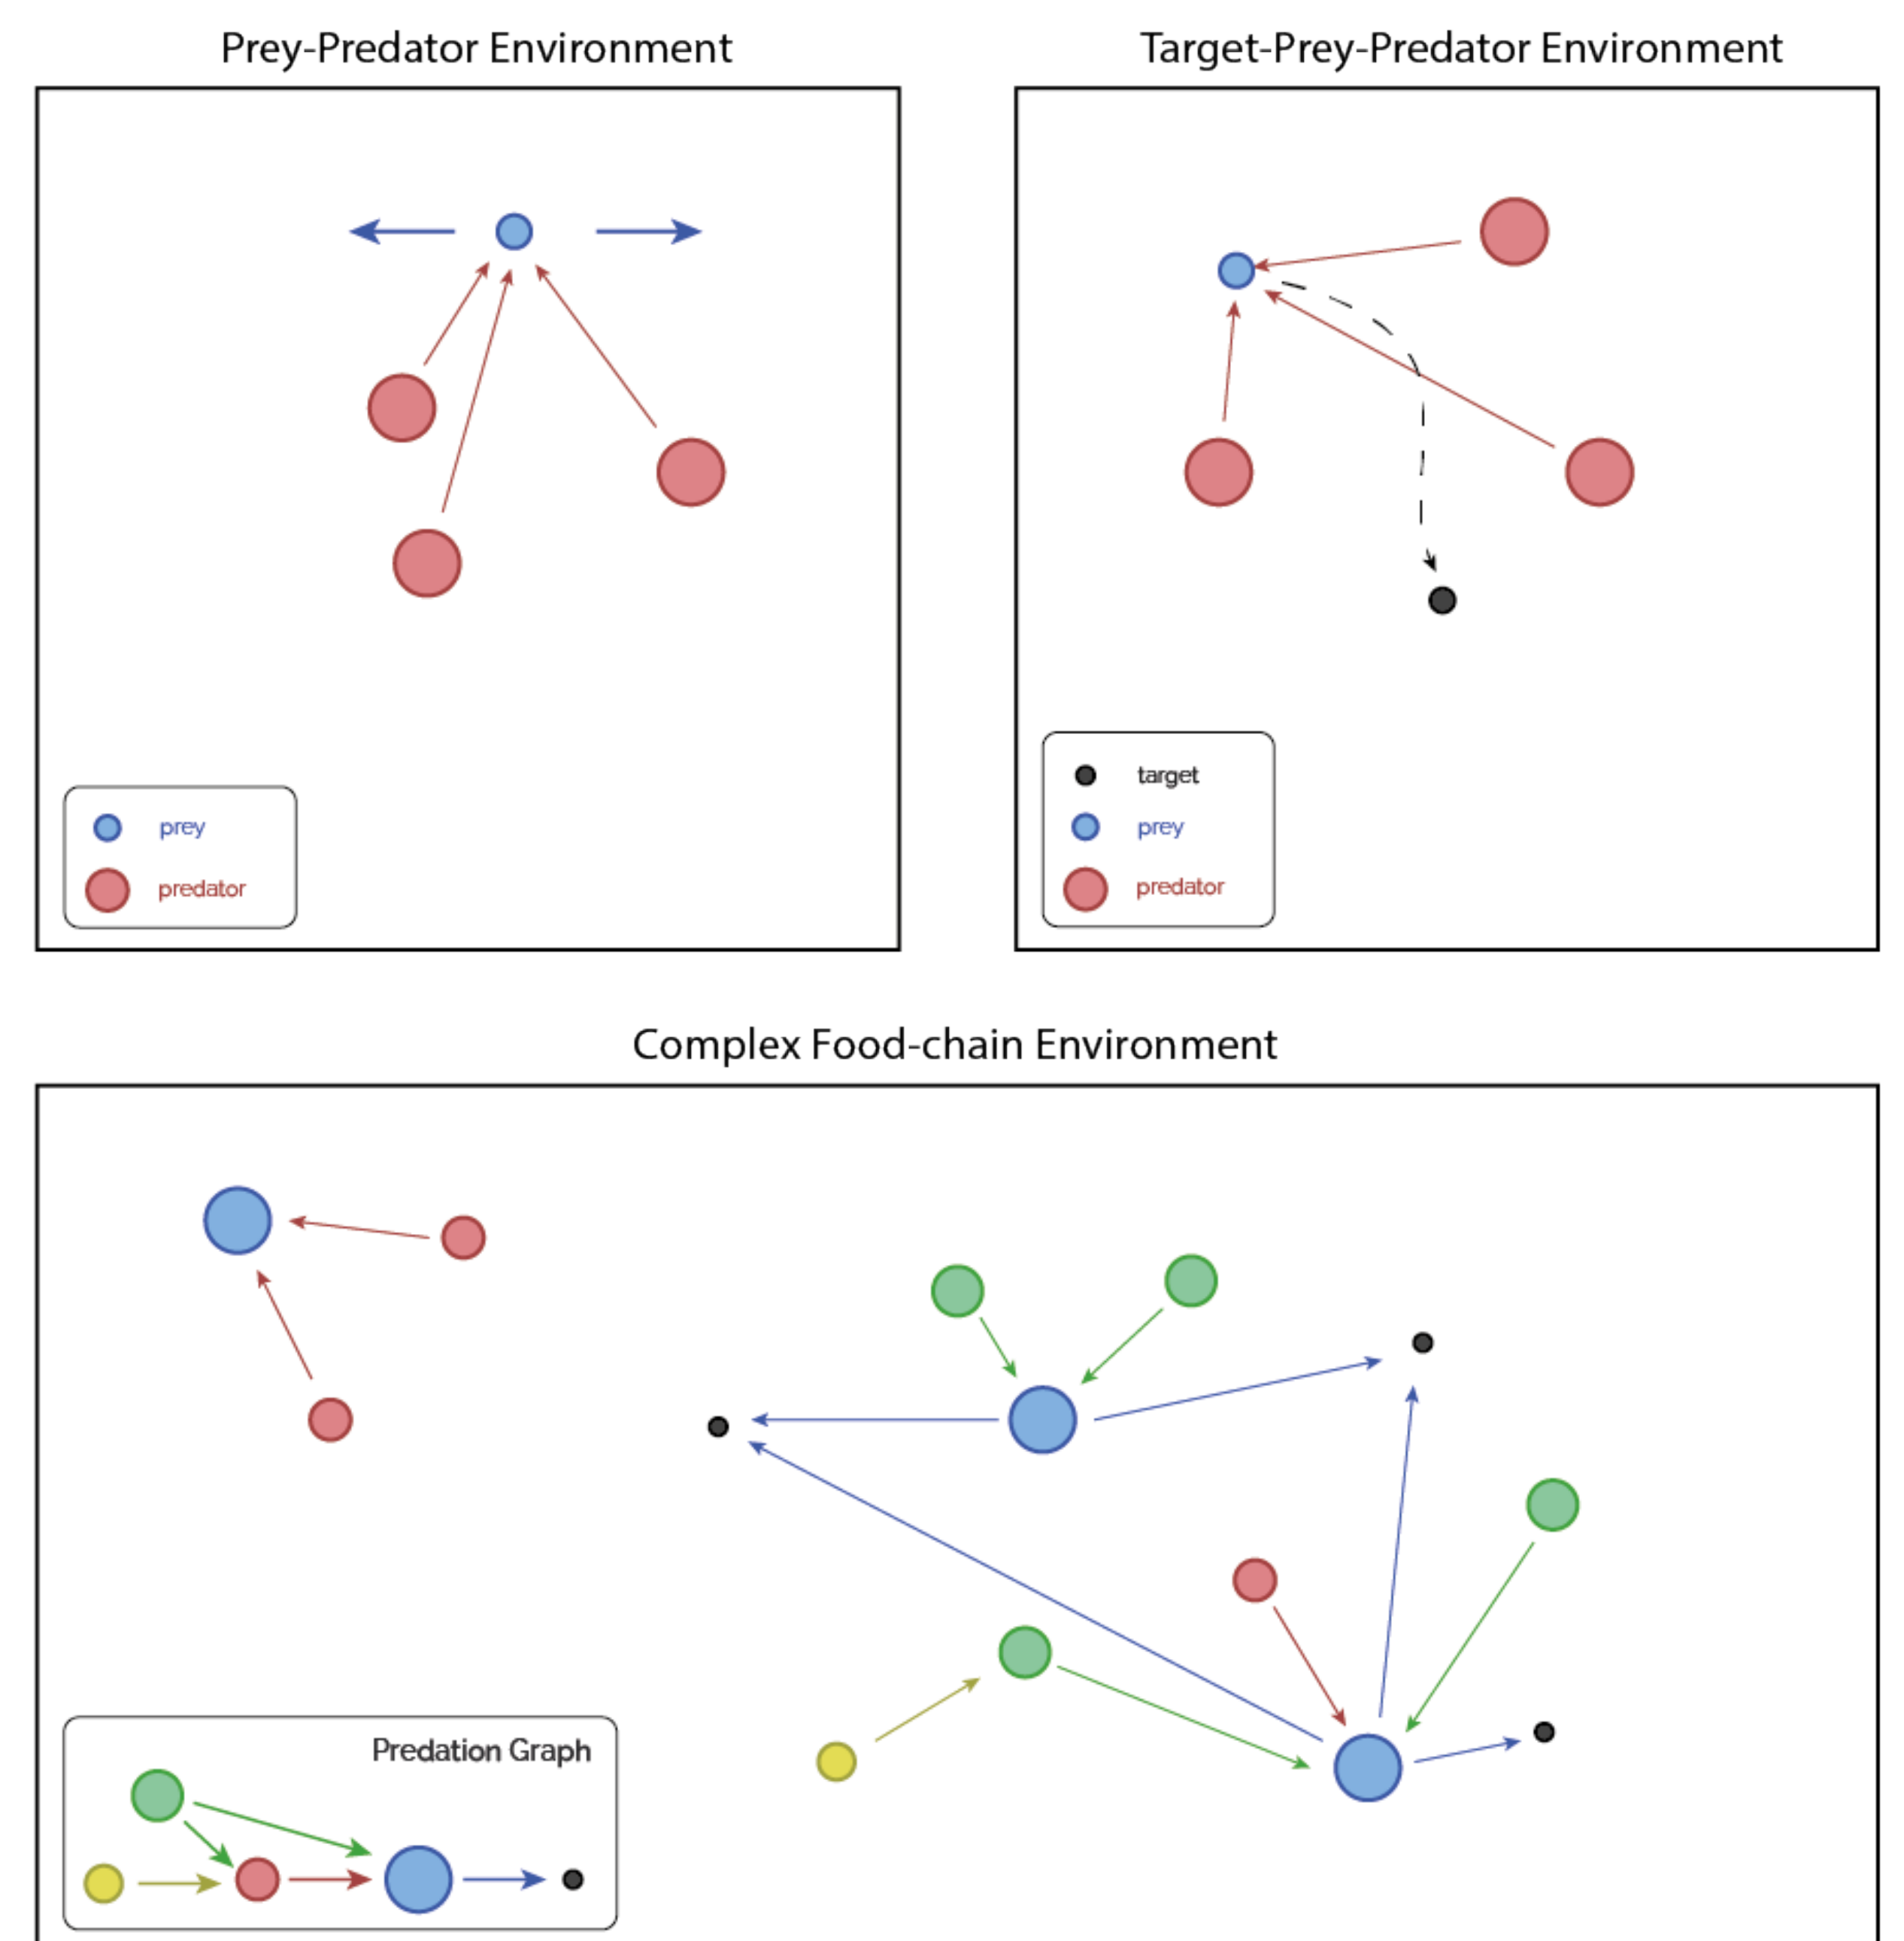 Prey-Predator Environment
Target-Prey-Predator Environment
prey
predator
target
prey
predator
Complex Food-chain Environment
Predation Graph